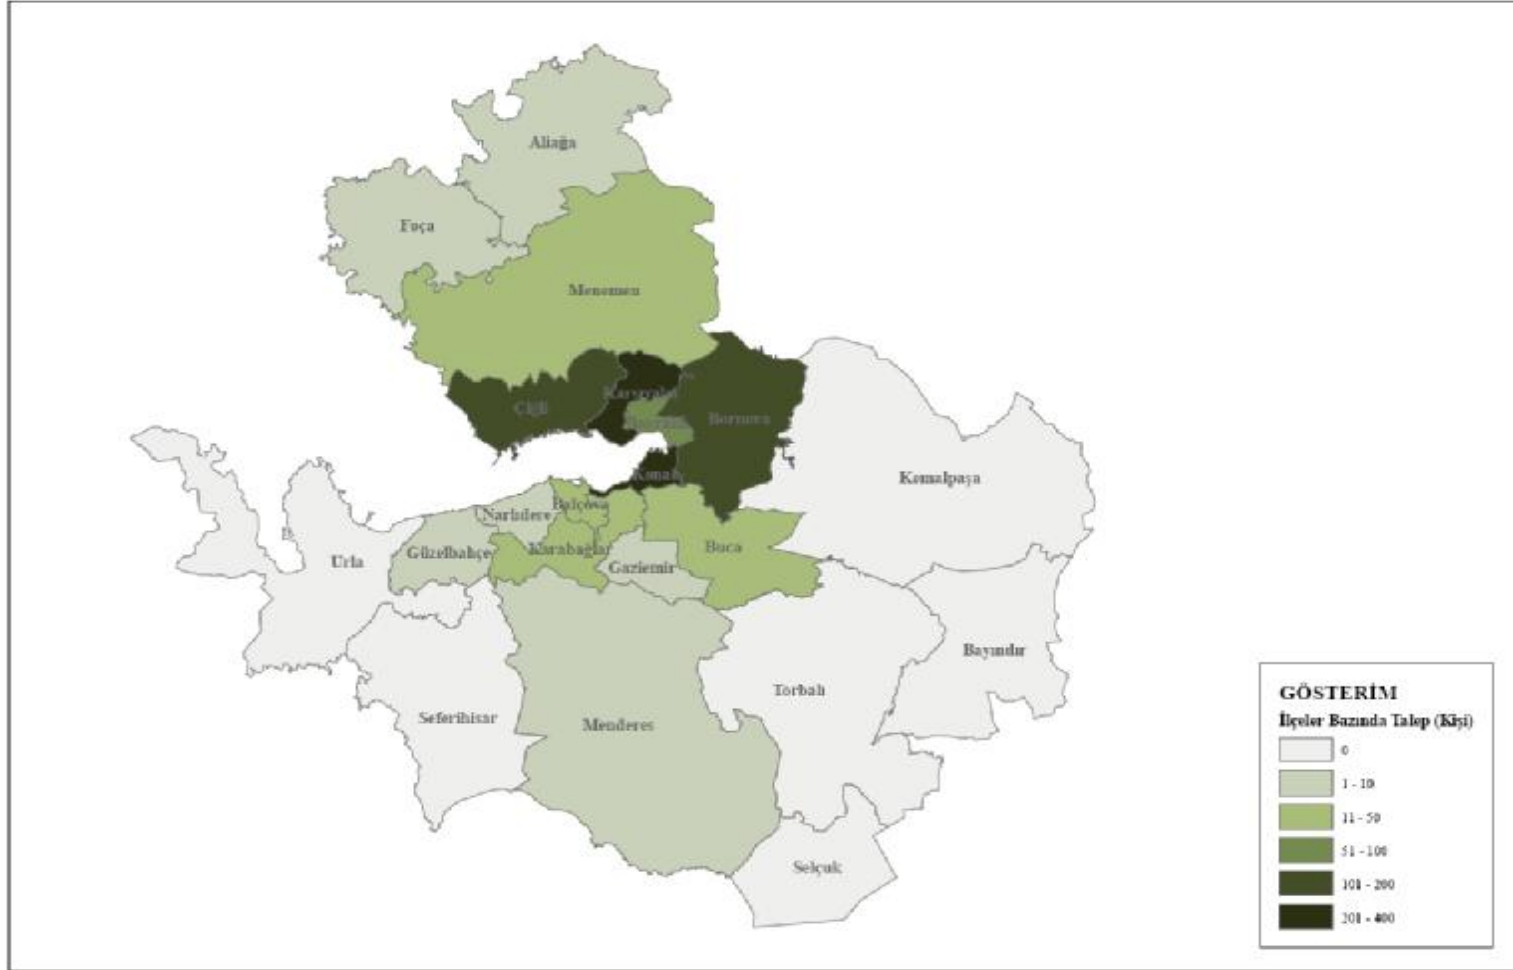 Aliağa
Foça
Menemen
Çiğli
Karşıyaka
Bornova
Konak
Kemalpaşa
Balçova
Narlıdere
Güzelbahçe
Karabağlar
Buca
Urla
Gaziemir
Bayındır
Torbalı
Seferihisar
Menderes
Selçuk
GÖSTERİM
İlçeler Bazında Talep (Kişi)
0
1 - 10
11 - 50
51 - 100
101 - 200
201 - 400